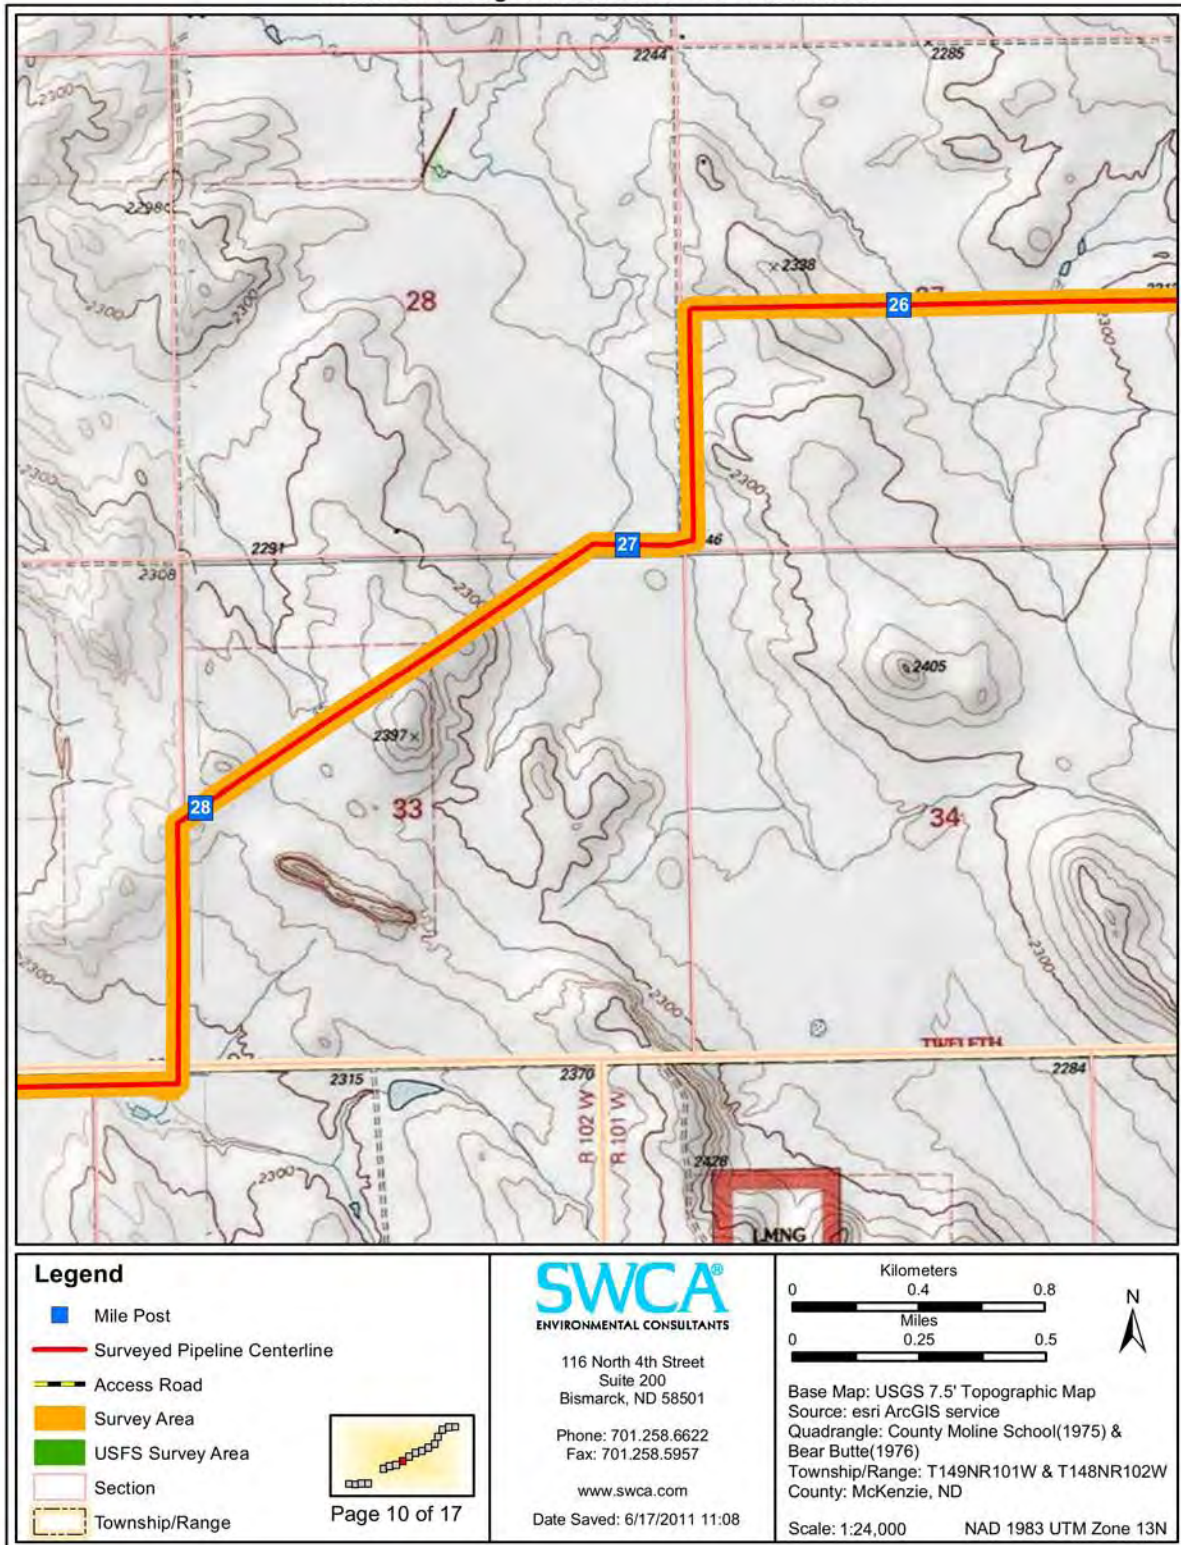 2244
2285
2300
2298
2300
2300
2338
28
26
2300
2300
2300
2291
27
46
2308
2300
2405
2397
28
33
34
2300
2300
2300
TWELFTH
2315
2370
2284
R 102 W
R 101 W
2300
2428
LMNG
Legend
Mile Post
Surveyed Pipeline Centerline
Access Road
Survey Area
USFS Survey Area
Section
Township/Range
Page 10 of 17
SWCA®
ENVIRONMENTAL CONSULTANTS
116 North 4th Street
Suite 200
Bismarck, ND 58501
Phone: 701.258.6622
Fax: 701.258.5957
www.swca.com
Date Saved: 6/17/2011 11:08
Kilometers
0 0.4 0.8
Miles
0 0.25 0.5
N
Base Map: USGS 7.5' Topographic Map
Source: esri ArcGIS service
Quadrangle: County Moline School(1975) &
Bear Butte(1976)
Township/Range: T149NR101W & T148NR102W
County: McKenzie, ND
Scale: 1:24,000 NAD 1983 UTM Zone 13N